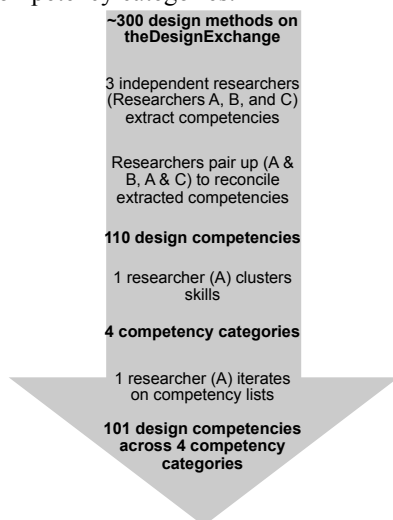 ~300 design methods on
theDesignExchange
3 independent researchers
(Researchers A, B, and C)
extract competencies
Researchers pair up (A &
B, A & C) to reconcile
extracted competencies
110 design competencies
1 researcher (A) clusters
skills
4 competency categories
1 researcher (A) iterates
on competency lists
101 design competencies
across 4 competency
categories